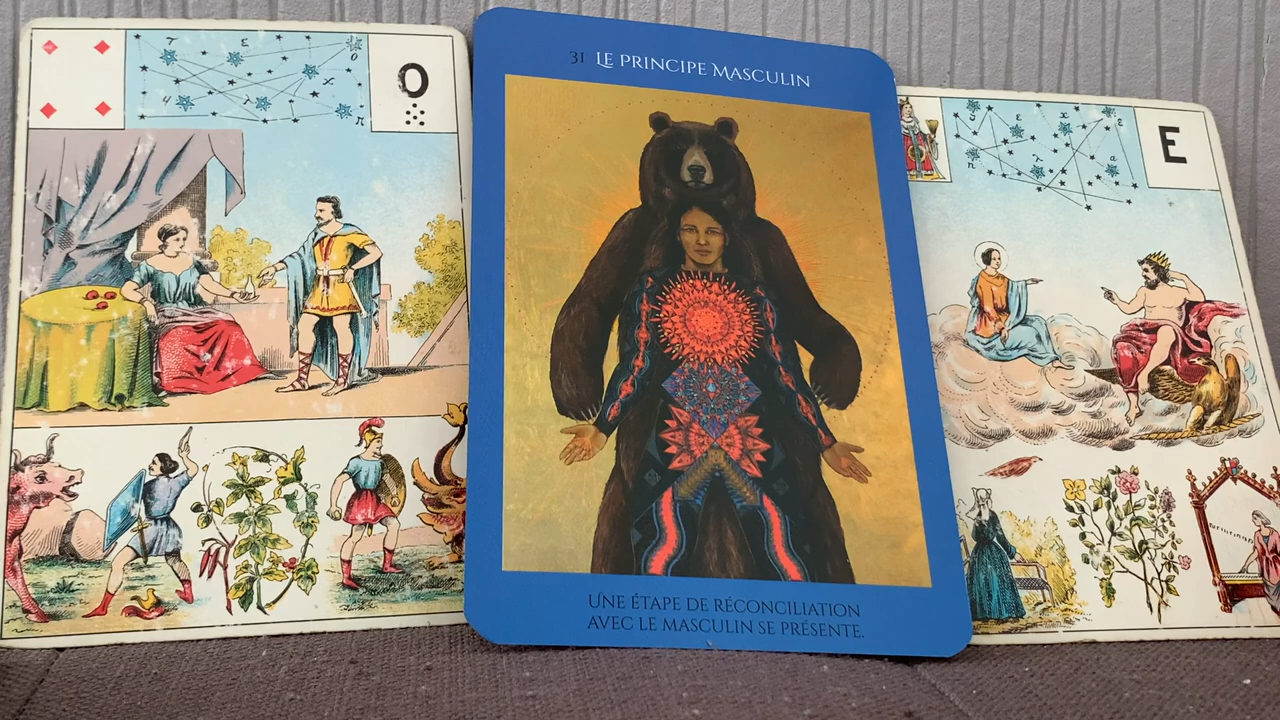 O
31 Le principe Masculin
Une étape de réconciliation
avec le masculin se présente.
E